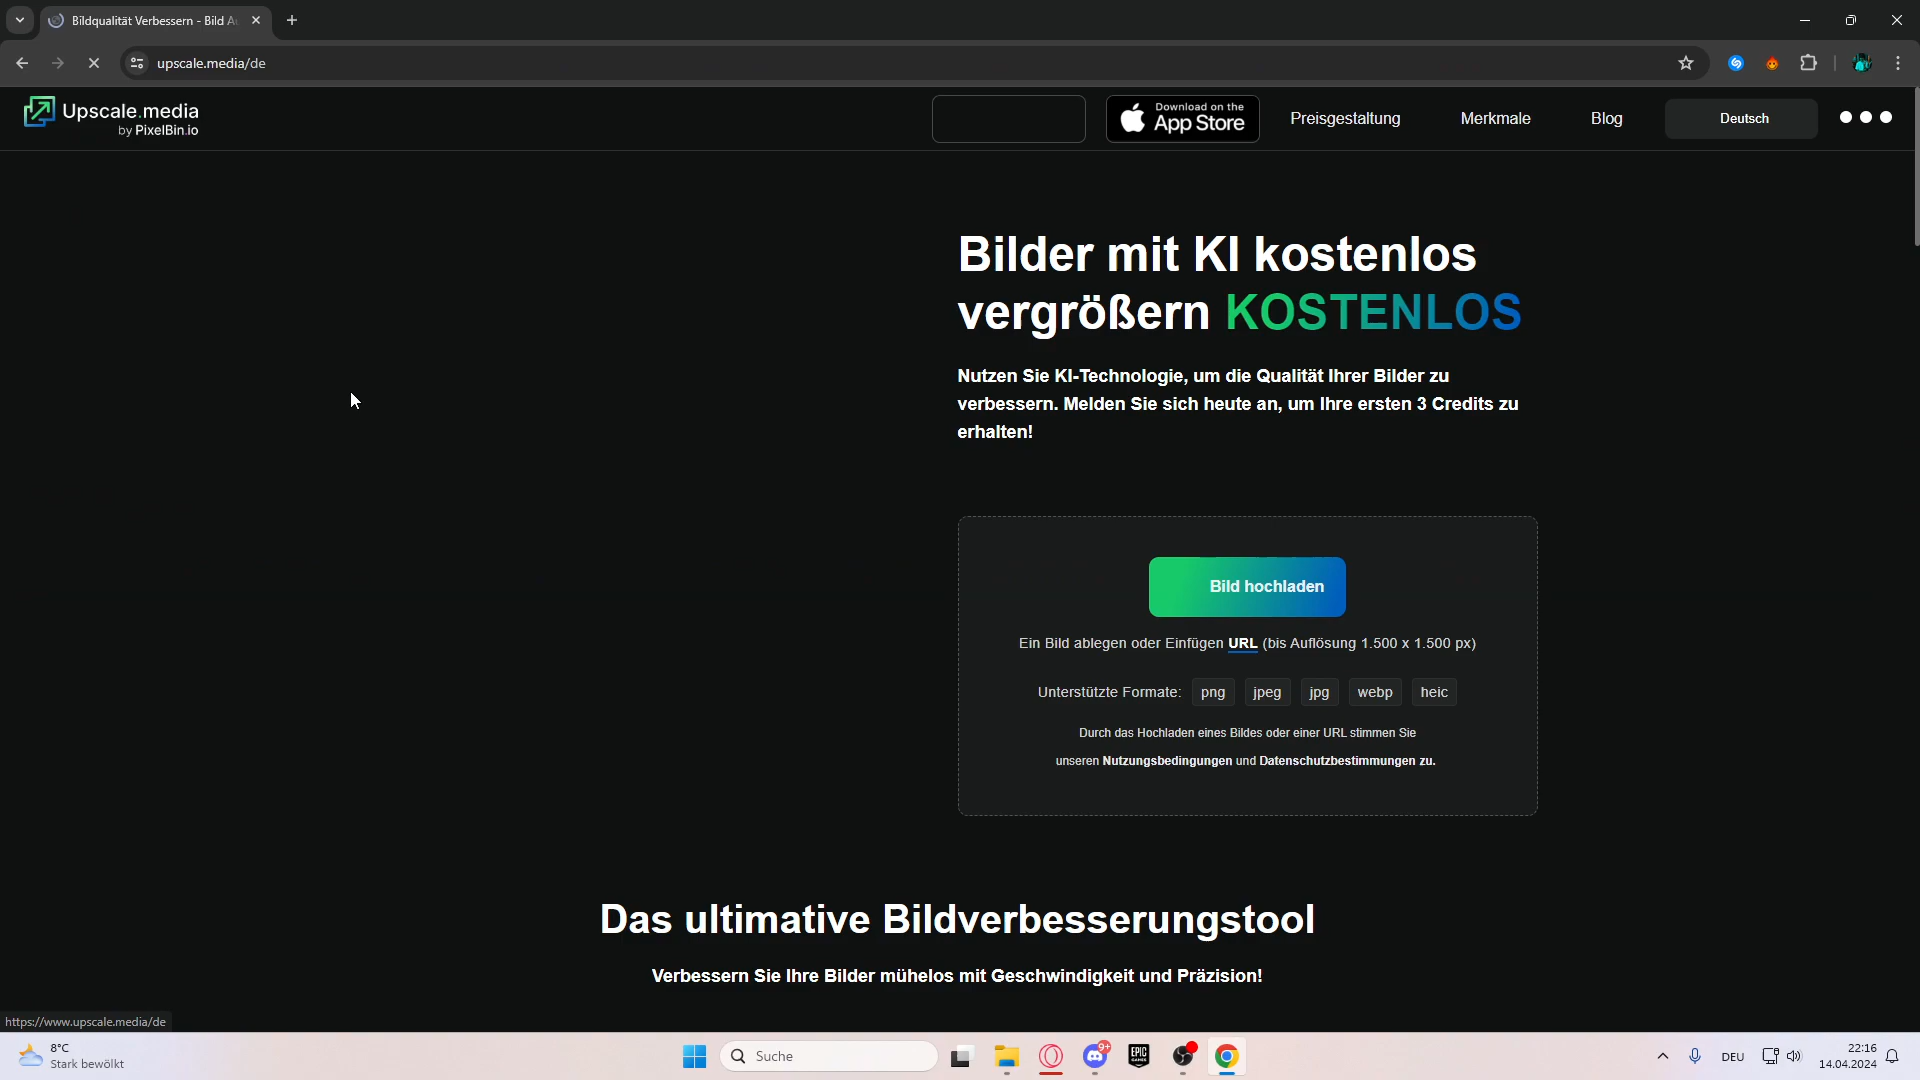 Bildqualität Verbessern - Bild Au
upscale.media/de
Upscale.media
by PixelBin.io
Download on the
App Store
Preisgestaltung
Merkmale
Blog
Deutsch
Bilder mit KI kostenlos
vergrößern KOSTENLOS
Nutzen Sie KI-Technologie, um die Qualität Ihrer Bilder zu
verbessern. Melden Sie sich heute an, um Ihre ersten 3 Credits zu
erhalten!
Bild hochladen
Ein Bild ablegen oder Einfügen URL (bis Auflösung 1.500 x 1.500 px)
Unterstützte Formate: png jpeg jpg webp heic
Durch das Hochladen eines Bildes oder einer URL stimmen Sie
unseren Nutzungsbedingungen und Datenschutzbestimmungen zu.
Das ultimative Bildverbesserungstool
Verbessern Sie Ihre Bilder mühelos mit Geschwindigkeit und Präzision!
https://www.upscale.media/de
8°C
Stark bewölkt
Suche
9+
EPIC
GAMES
DEU
22:16
14.04.2024